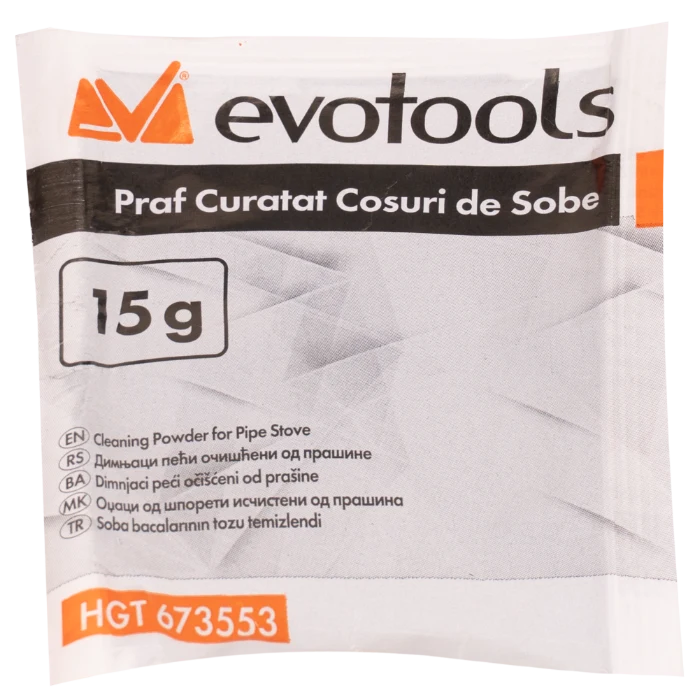 evotools
Praf Curatat Cosuri de Sobe
15 g
EN Cleaning Powder for Pipe Stove
RS Димњаци пећи очишћени од прашине
BA Dimnjaci peći očišćeni od prašine
MK Оџаци од шпорети исчистени од прашина
TR Soba bacalarının tozu temizlendi
HGT 673553